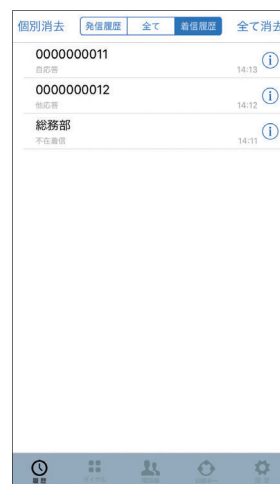 個別消去 発信履歴 全て 着信履歴 全て消去
0000000011
自応答 14:13
0000000012
他応答 14:12
総務部
不在着信 14:11
履歴